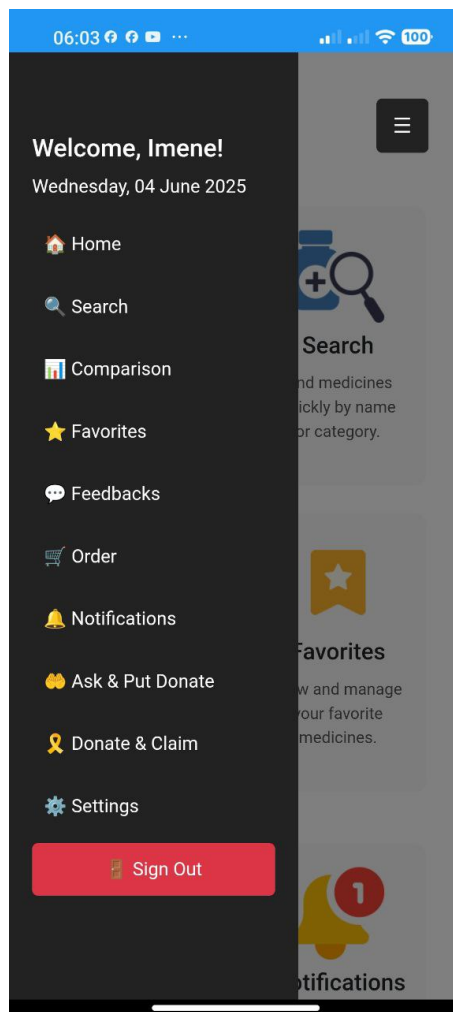 06:03
100
☰
Welcome, Imene!
Wednesday, 04 June 2025
🏠 Home
🔍 Search
📊 Comparison
⭐ Favorites
💬 Feedbacks
🛒 Order
🔔 Notifications
🤲 Ask & Put Donate
🎗️ Donate & Claim
⚙️ Settings
🚪 Sign Out
Search
nd medicines
ickly by name
or category.
Favorites
w and manage
your favorite
medicines.
1
otifications